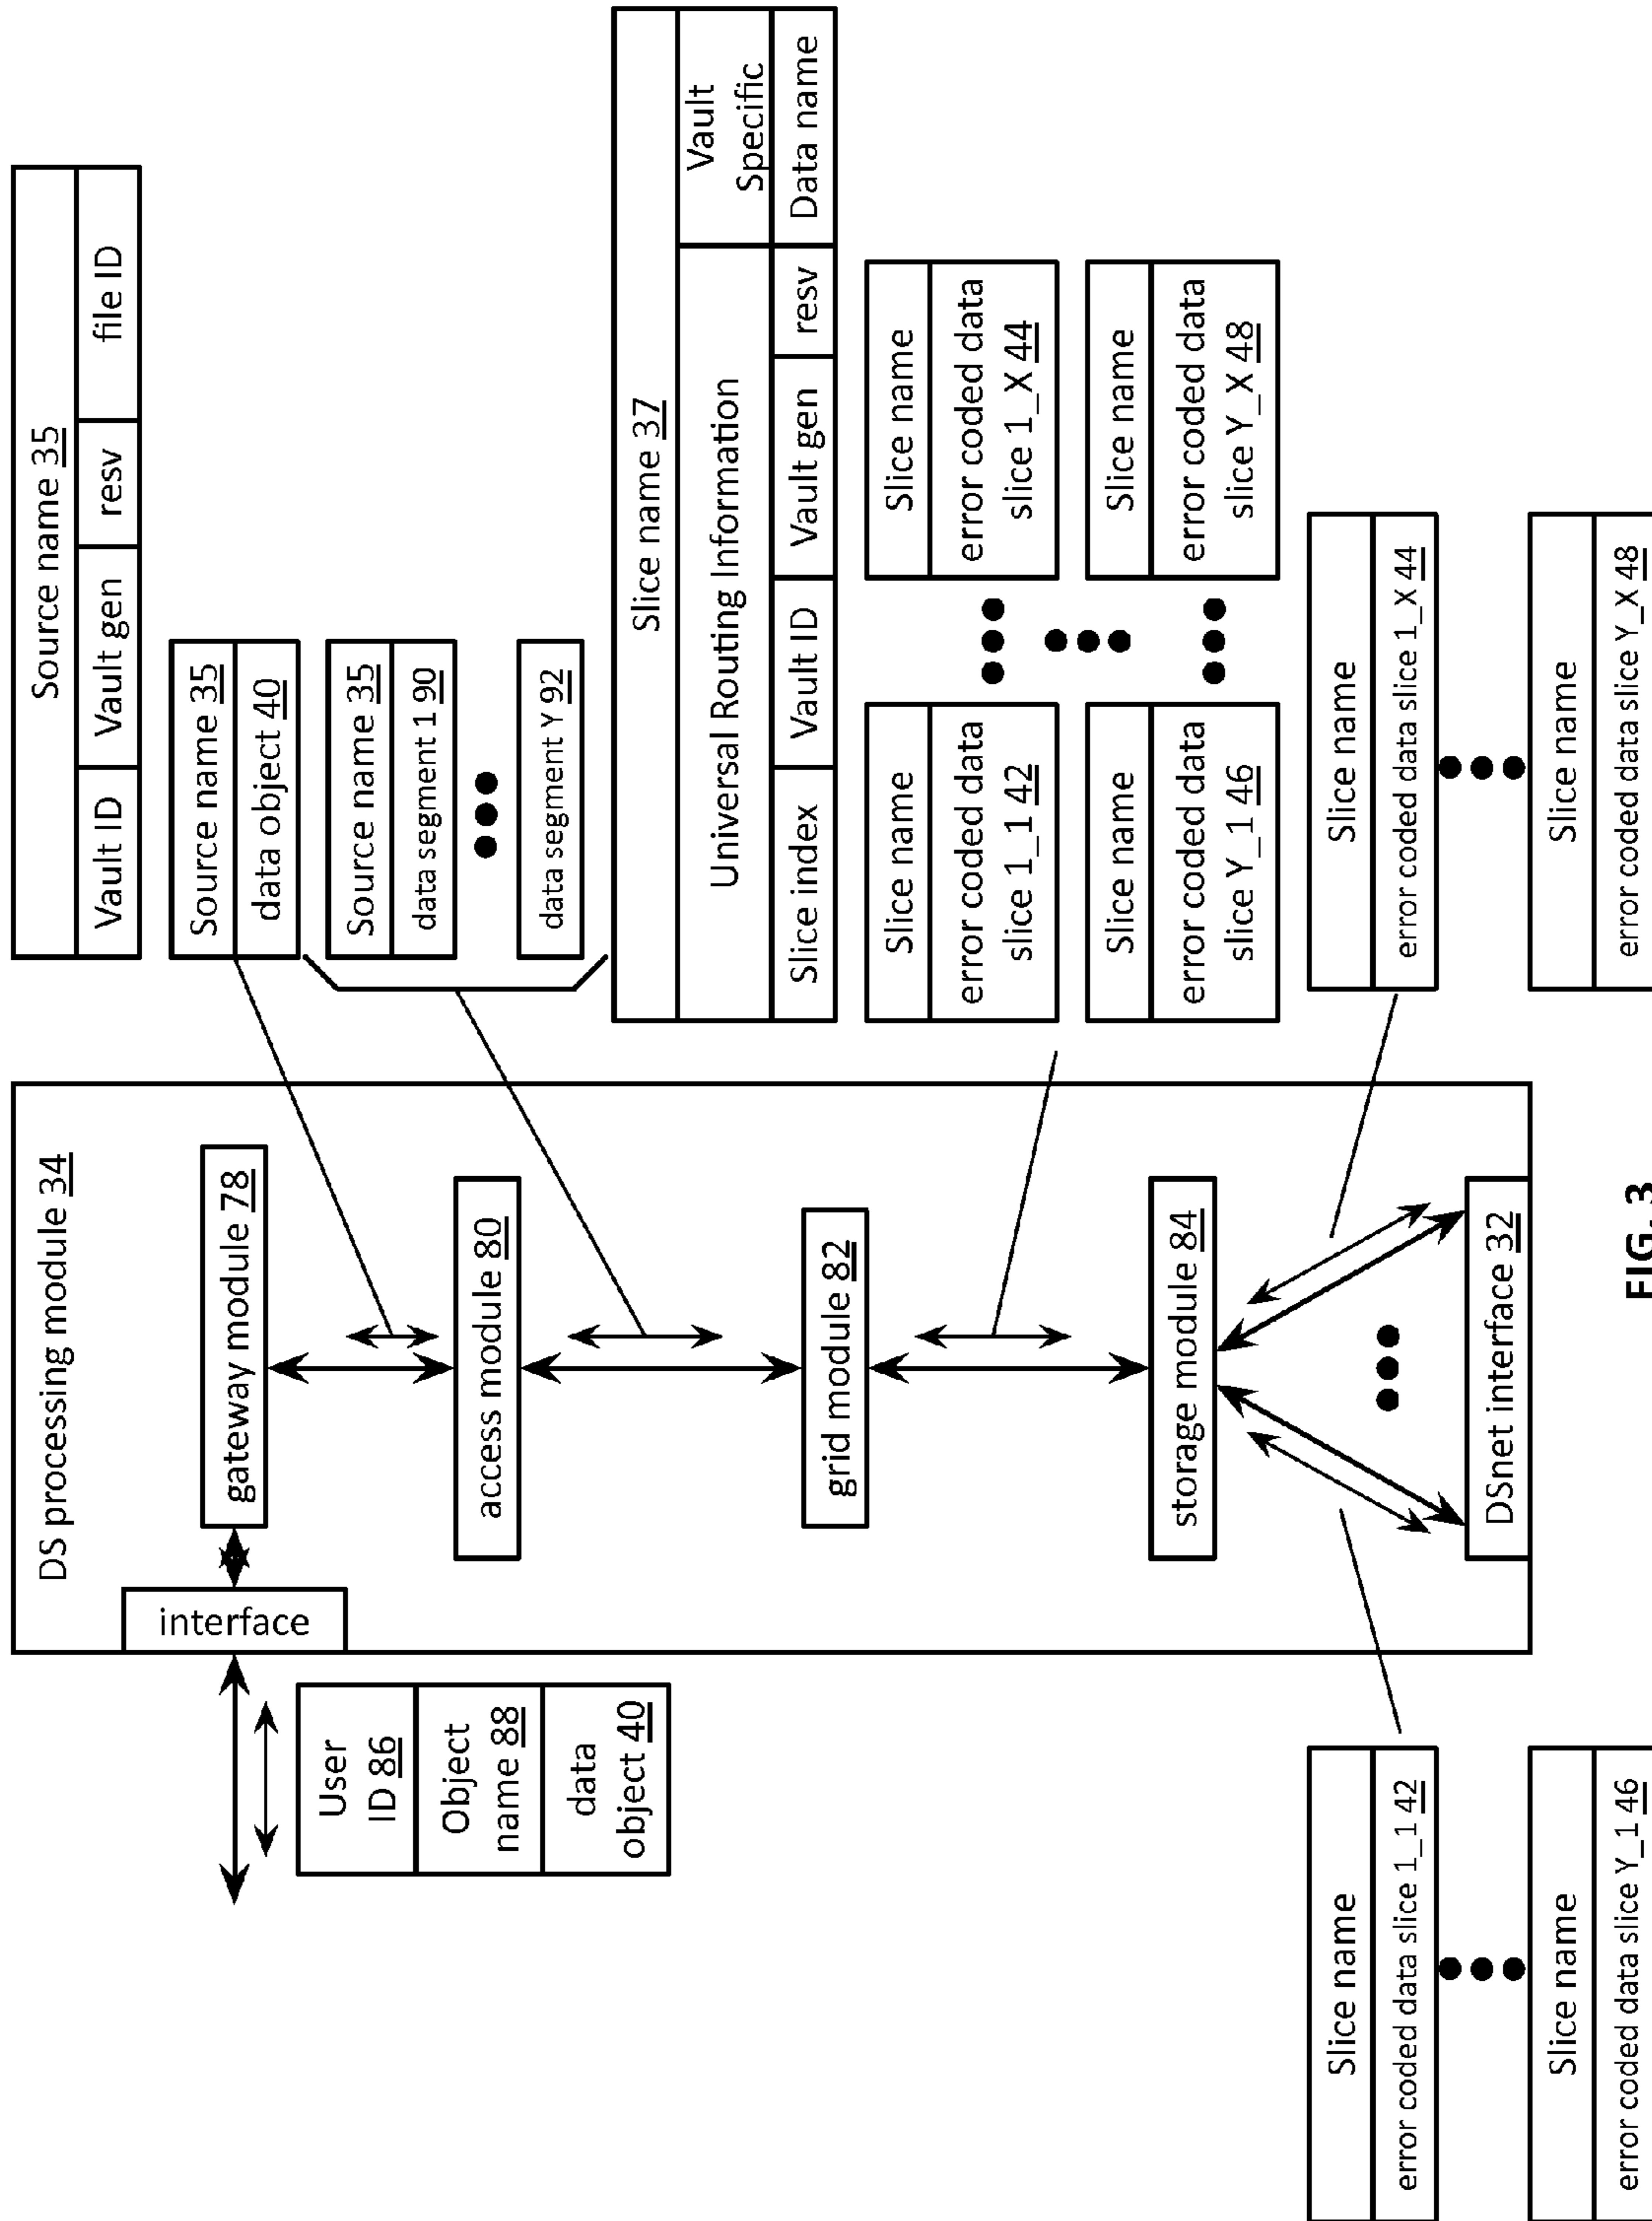 DS processing module 34
interface
gateway module 78
access module 80
grid module 82
storage module 84
DSnet interface 32
User
ID 86
Object
name 88
data
object 40
Source name 35
Vault ID
Vault gen
resv
file ID
Source name 35
data object 40
Source name 35
data segment 1 90
data segment Y 92
Slice name 37
Universal Routing Information
Vault
Specific
Slice index
Vault ID
Vault gen
resv
Data name
Slice name
error coded data
slice 1_1 42
Slice name
error coded data
slice 1_X 44
Slice name
error coded data
slice Y_1 46
Slice name
error coded data
slice Y_X 48
Slice name
error coded data slice 1_1 42
Slice name
error coded data slice Y_1 46
Slice name
error coded data slice 1_X 44
Slice name
error coded data slice Y_X 48
FIG. 3